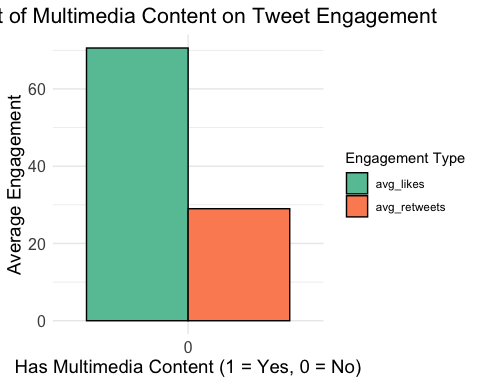 t of Multimedia Content on Tweet Engagement
60
40
20
0
Average Engagement
0
Has Multimedia Content (1 = Yes, 0 = No)
Engagement Type
avg_likes
avg_retweets